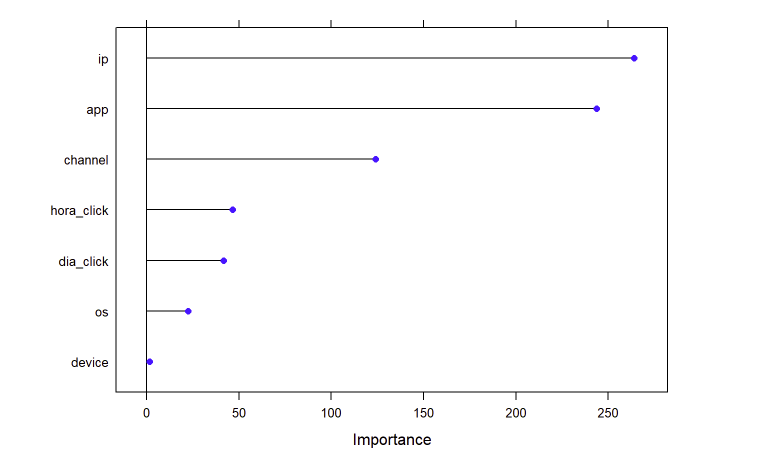 ip
app
channel
hora_click
dia_click
os
device
0 50 100 150 200 250
Importance